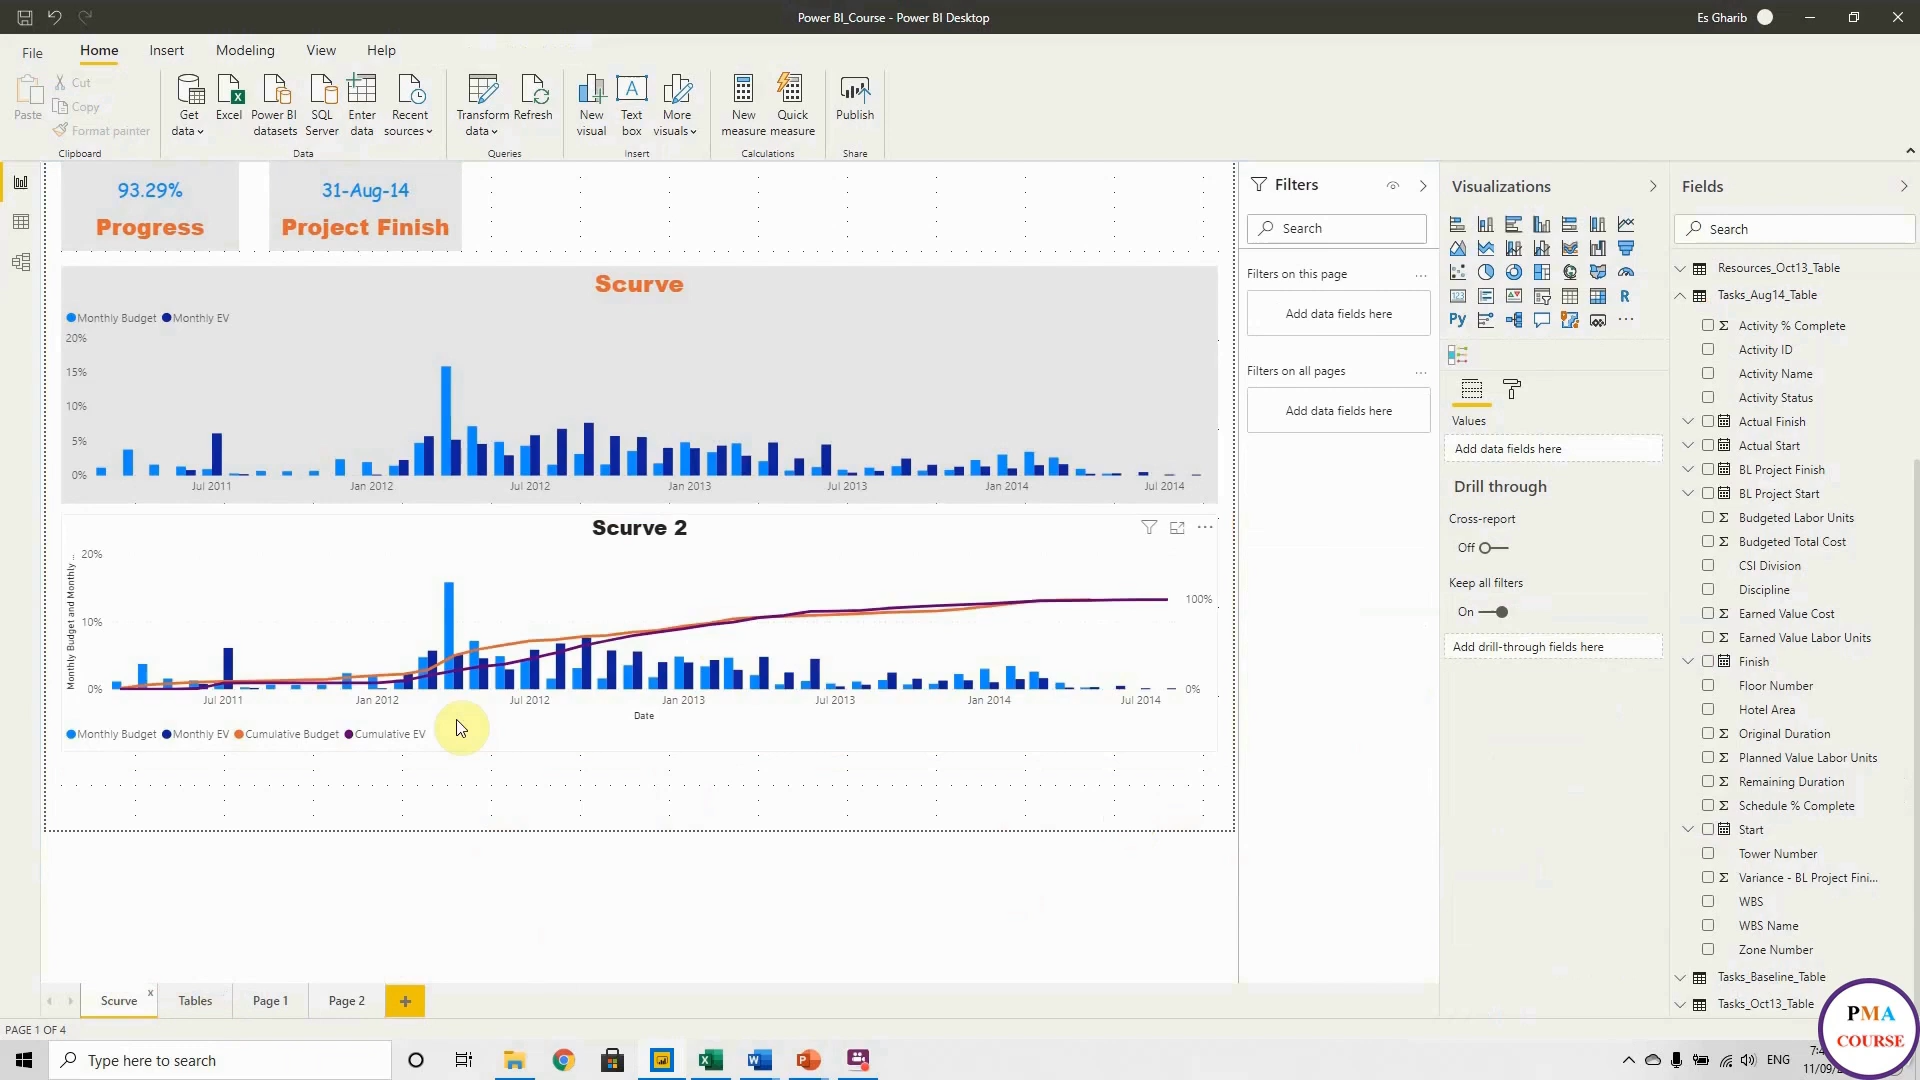 Power BI_Course - Power BI Desktop
Es Gharib
File
Home
Insert
Modeling
View
Help
Paste
Cut
Copy
Format painter
Clipboard
Get data
Excel
Power BI datasets
SQL Server
Enter data
Recent sources
Data
Transform data
Refresh
Queries
New visual
Text box
More visuals
Insert
New measure
Quick measure
Calculations
Publish
Share
93.29%
Progress
31-Aug-14
Project Finish
Scurve
Monthly Budget Monthly EV
20%
15%
10%
5%
0%
Jul 2011 Jan 2012 Jul 2012 Jan 2013 Jul 2013 Jan 2014 Jul 2014
Scurve 2
Monthly Budget and Monthly ...
20%
10%
0%
100%
0%
Jul 2011 Jan 2012 Jul 2012 Jan 2013 Jul 2013 Jan 2014 Jul 2014
Date
Monthly Budget Monthly EV Cumulative Budget Cumulative EV
Filters
Search
Filters on this page ...
Add data fields here
Filters on all pages ...
Add data fields here
Visualizations
123
R
Py
...
Values
Add data fields here
Drill through
Cross-report
Off
Keep all filters
On
Add drill-through fields here
Fields
Search
Resources_Oct13_Table
Tasks_Aug14_Table
Σ Activity % Complete
Activity ID
Activity Name
Activity Status
Actual Finish
Actual Start
BL Project Finish
BL Project Start
Σ Budgeted Labor Units
Σ Budgeted Total Cost
CSI Division
Discipline
Σ Earned Value Cost
Σ Earned Value Labor Units
Finish
Floor Number
Hotel Area
Σ Original Duration
Σ Planned Value Labor Units
Σ Remaining Duration
Σ Schedule % Complete
Start
Tower Number
Σ Variance - BL Project Fini...
WBS
WBS Name
Zone Number
Tasks_Baseline_Table
Tasks_Oct13_Table
Scurve x
Tables
Page 1
Page 2
+
PAGE 1 OF 4
Type here to search
ENG
PMA
COURSE